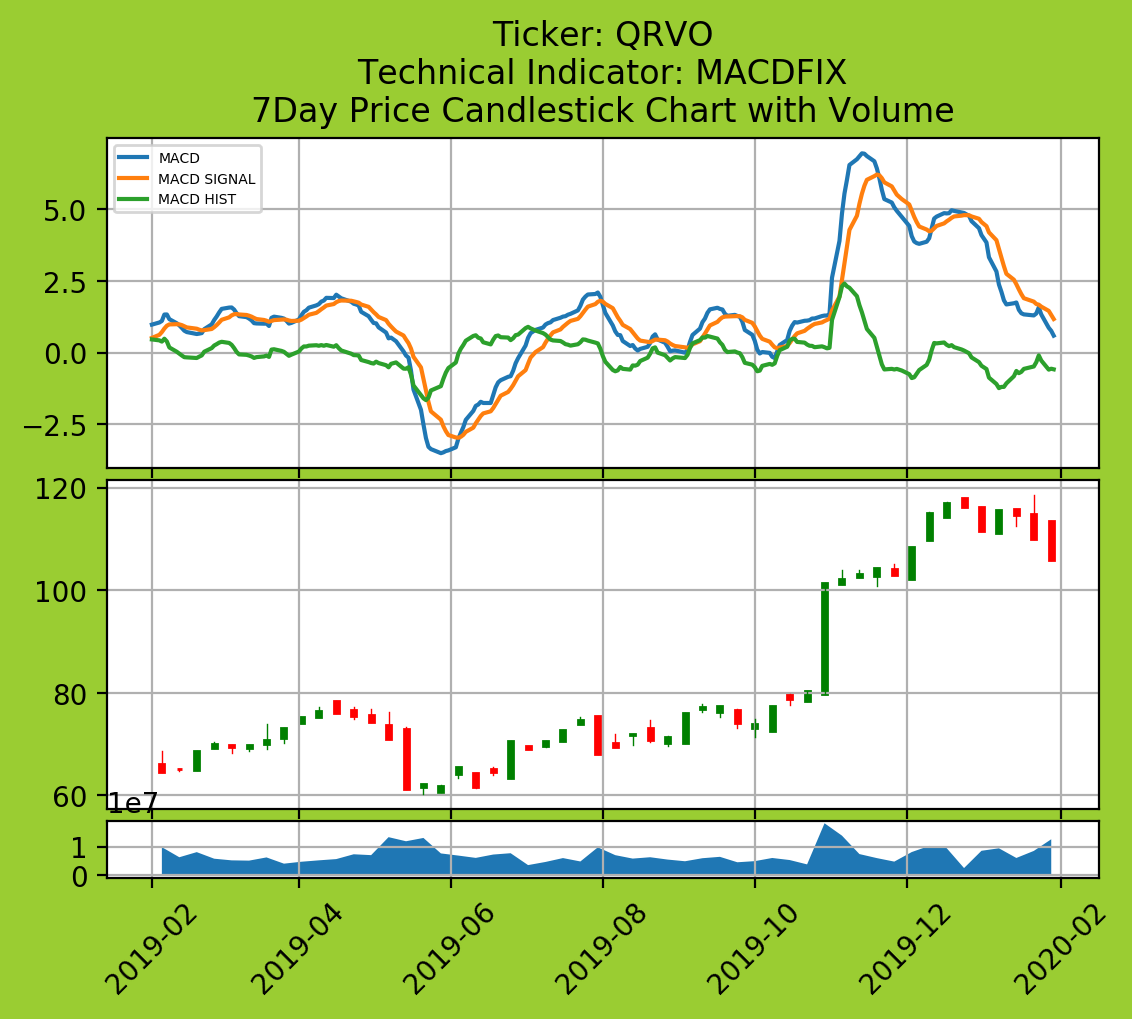 Ticker: QRVO
Technical Indicator: MACDFIX
7Day Price Candlestick Chart with Volume
MACD
MACD SIGNAL
MACD HIST
5.0
2.5
0.0
−2.5
120
100
80
60
1e7
1
0
2019-02
2019-04
2019-06
2019-08
2019-10
2019-12
2020-02